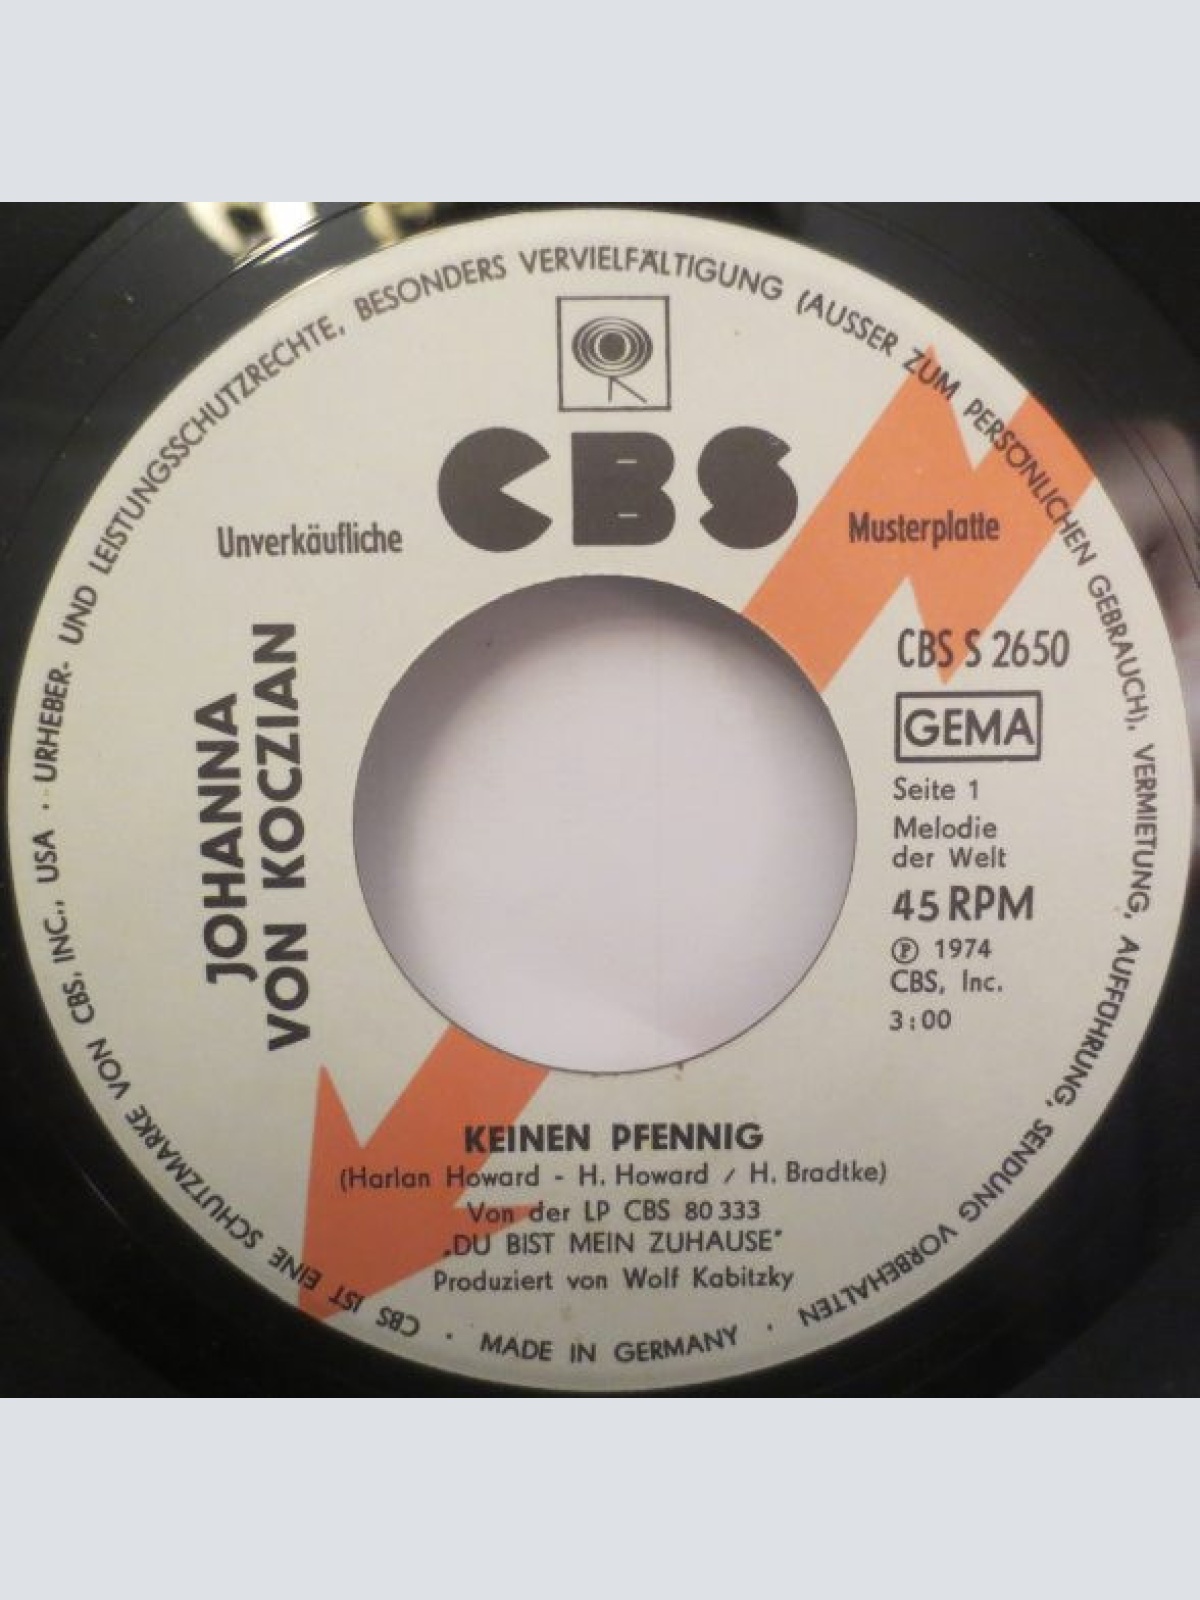 URHEBER- UND LEISTUNGSSCHUTZRECHTE, BESONDERS VERVIELFÄLTIGUNG (AUSSER ZUM PERSÖNLICHEN GEBRAUCH), VERMIETUNG, AUFFÜHRUNG, SENDUNG VORBEHALTEN
CBS
Unverkäufliche
Musterplatte
JOHANNA
VON KOCZIAN
CBS S 2650
GEMA
Seite 1
Melodie
der Welt
45 RPM
Ⓟ 1974
CBS, Inc.
3:00
KEINEN PFENNIG
(Harlan Howard - H. Howard / H. Bradtke)
Von der LP CBS 80 333
„DU BIST MEIN ZUHAUSE"
Produziert von Wolf Kabitzky
· MADE IN GERMANY ·
CBS IST EINE SCHUTZMARKE VON CBS, INC., USA ·